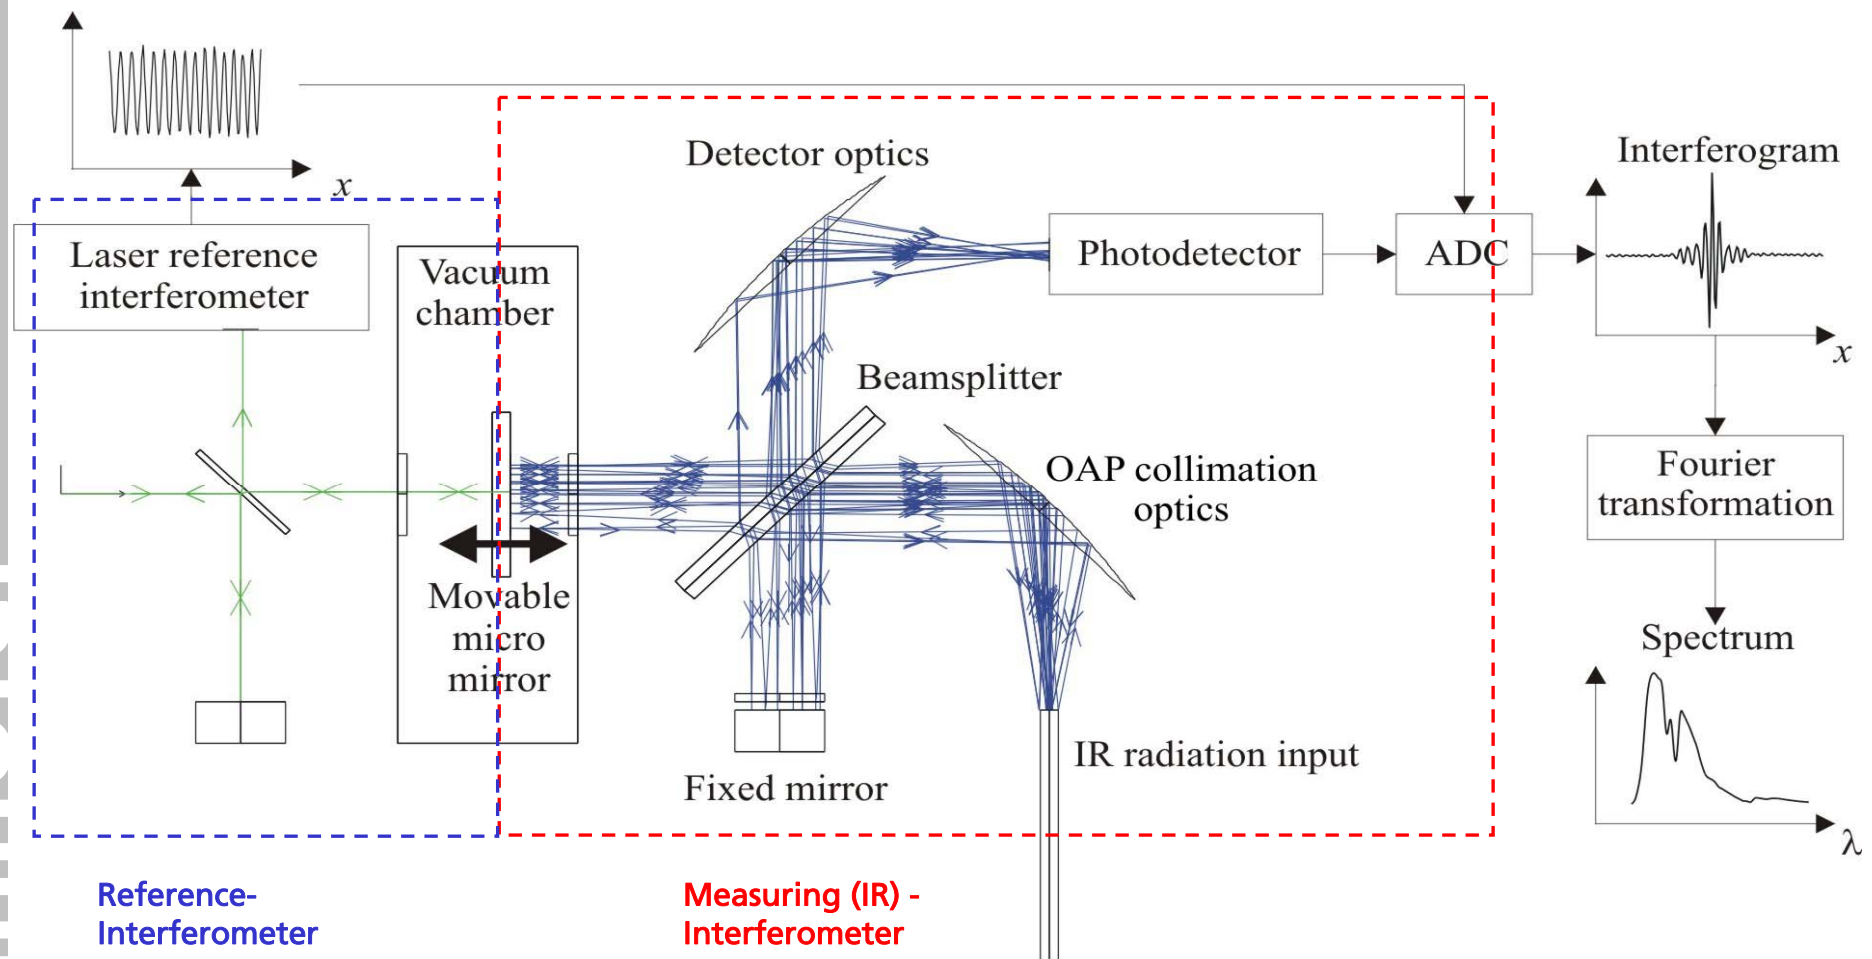 x
Laser reference
interferometer
Vacuum
chamber
Movable
micro
mirror
Detector optics
Beamsplitter
OAP collimation
optics
Fixed mirror
IR radiation input
Photodetector
ADC
Interferogram
x
Fourier
transformation
Spectrum
λ
Reference-
Interferometer
Measuring (IR) -
Interferometer